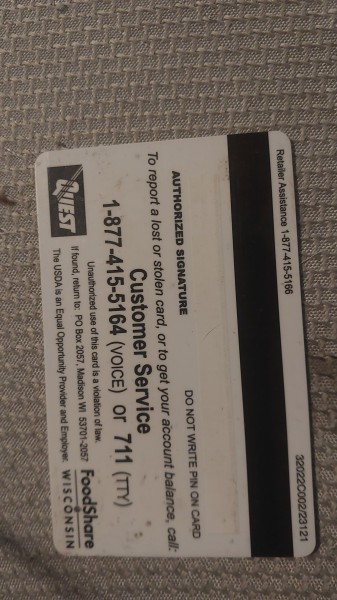 Retailer Assistance 1-877-415-5166
32022C002/23121
AUTHORIZED SIGNATURE
DO NOT WRITE PIN ON CARD
To report a lost or stolen card, or to get your account balance, call:
Customer Service
1-877-415-5164 (VOICE) or 711 (TTY)
Unauthorized use of this card is a violation of law.
If found, return to: PO Box 2057, Madison WI 53701-2057
The USDA is an Equal Opportunity Provider and Employer.
QUEST
FoodShare
WISCONSIN